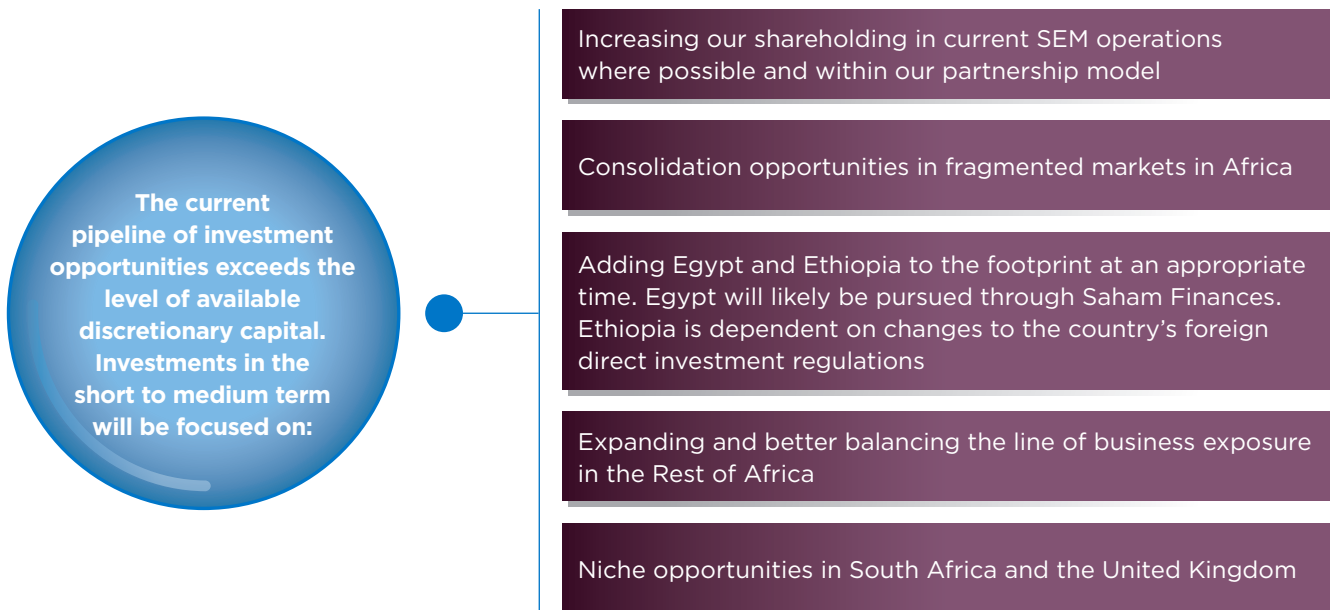 The current
pipeline of investment
opportunities exceeds the
level of available
discretionary capital.
Investments in the
short to medium term
will be focused on:
Increasing our shareholding in current SEM operations
where possible and within our partnership model
Consolidation opportunities in fragmented markets in Africa
Adding Egypt and Ethiopia to the footprint at an appropriate
time. Egypt will likely be pursued through Saham Finances.
Ethiopia is dependent on changes to the country’s foreign
direct investment regulations
Expanding and better balancing the line of business exposure
in the Rest of Africa
Niche opportunities in South Africa and the United Kingdom